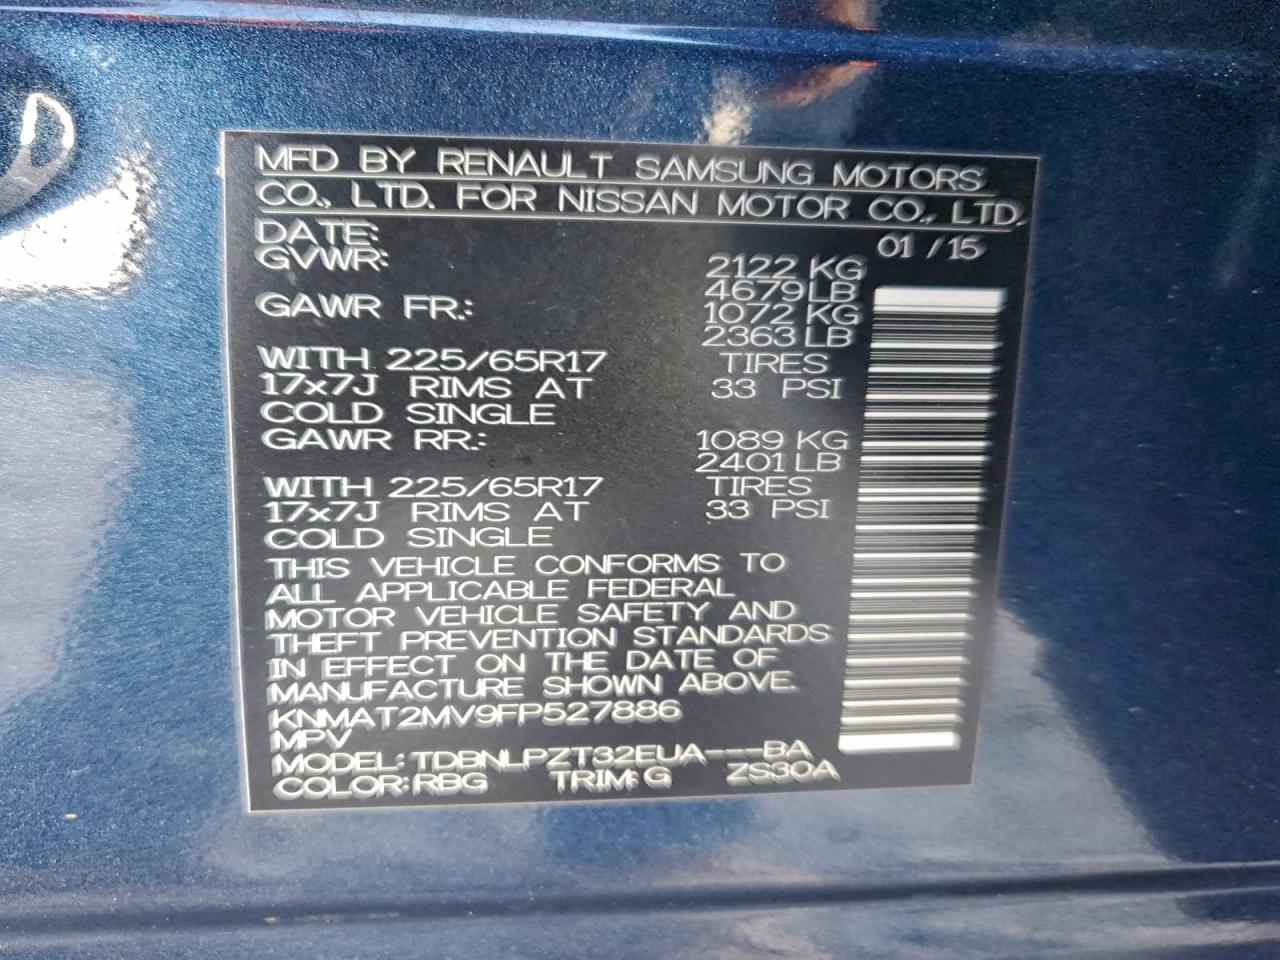 MFD BY RENAULT SAMSUNG MOTORS
CO., LTD. FOR NISSAN MOTOR CO., LTD.
DATE: 01 / 15
GVWR: 2122 KG
4679 LB
GAWR FR.: 1072 KG
2363 LB
WITH 225/65R17 TIRES
17x7J RIMS AT 33 PSI
COLD SINGLE
GAWR RR.: 1089 KG
2401 LB
WITH 225/65R17 TIRES
17x7J RIMS AT 33 PSI
COLD SINGLE
THIS VEHICLE CONFORMS TO
ALL APPLICABLE FEDERAL
MOTOR VEHICLE SAFETY AND
THEFT PREVENTION STANDARDS
IN EFFECT ON THE DATE OF
MANUFACTURE SHOWN ABOVE.
KNMAT2MV9FP527886
MPV
MODEL: TDBNLPZT32EUA---BA
COLOR: RBG TRIM: G ZS30A